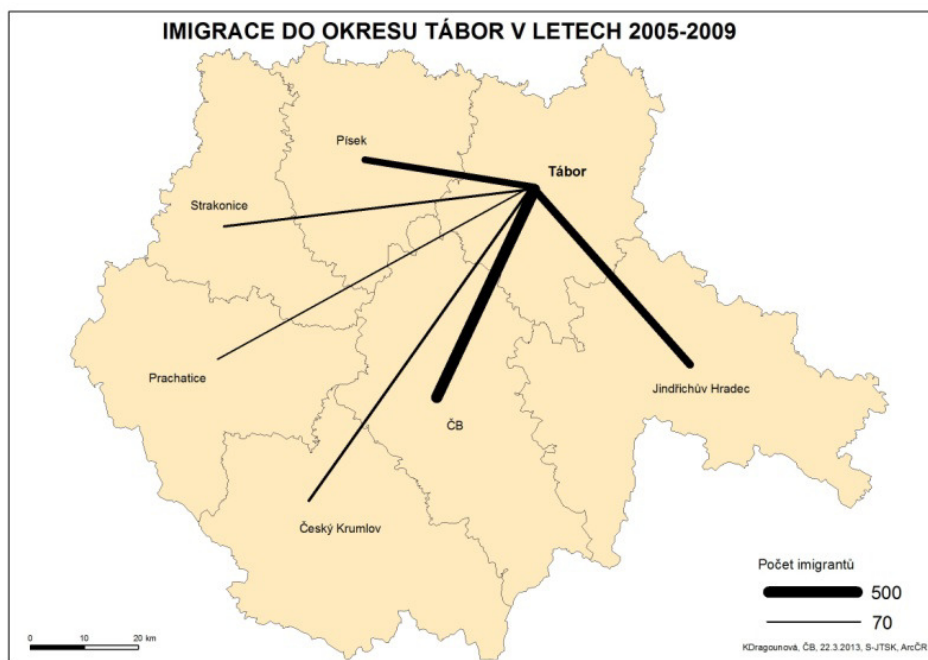 IMIGRACE DO OKRESU TÁBOR V LETECH 2005-2009
Písek
Tábor
Strakonice
Prachatice
Jindřichův Hradec
ČB
Český Krumlov
Počet imigrantů
500
70
0 10 20 km
KDragounová, ČB, 22.3.2013, S-JTSK, ArcČR